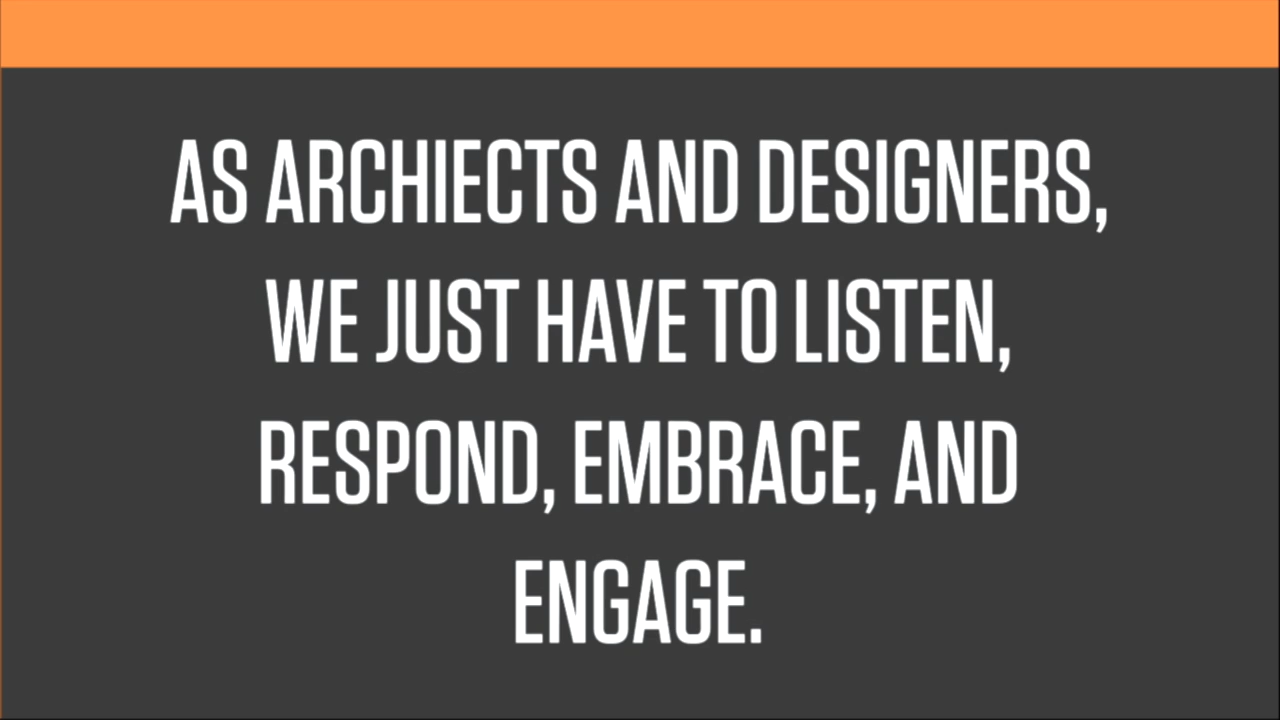 AS ARCHIECTS AND DESIGNERS,
WE JUST HAVE TO LISTEN,
RESPOND, EMBRACE, AND
ENGAGE.